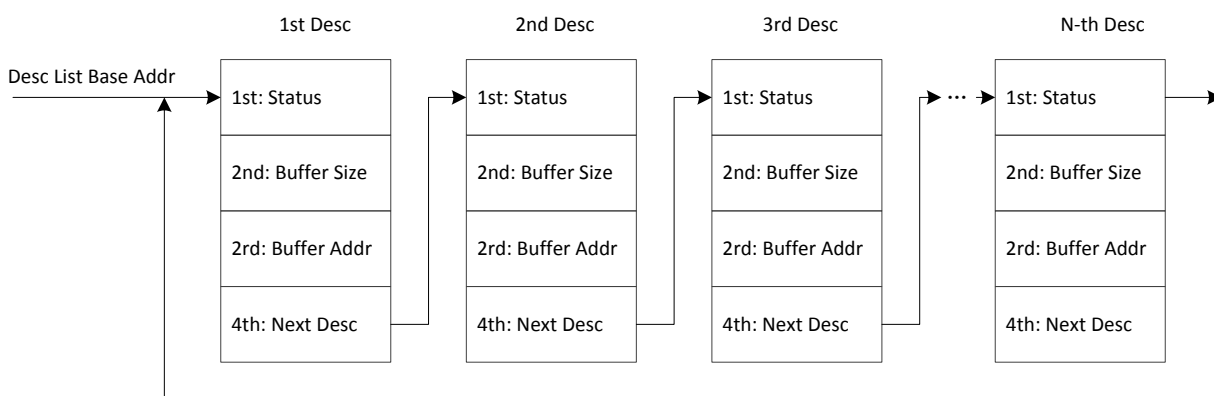 1st Desc 2nd Desc 3rd Desc N-th Desc
Desc List Base Addr
1st: Status 1st: Status 1st: Status ... 1st: Status
2nd: Buffer Size 2nd: Buffer Size 2nd: Buffer Size 2nd: Buffer Size
2rd: Buffer Addr 2rd: Buffer Addr 2rd: Buffer Addr 2rd: Buffer Addr
4th: Next Desc 4th: Next Desc 4th: Next Desc 4th: Next Desc